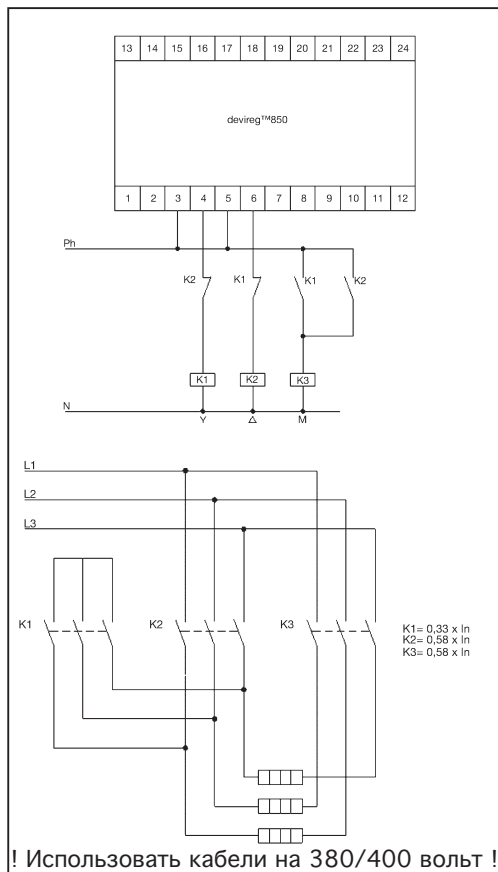 13 14 15 16 17 18 19 20 21 22 23 24
devireg™850
1 2 3 4 5 6 7 8 9 10 11 12
Ph
K2 K1 K1 K2
K1 K2 K3
N
Y Δ M
L1
L2
L3
K1 K2 K3
K1= 0,33 x In
K2= 0,58 x In
K3= 0,58 x In
! Использовать кабели на 380/400 вольт !